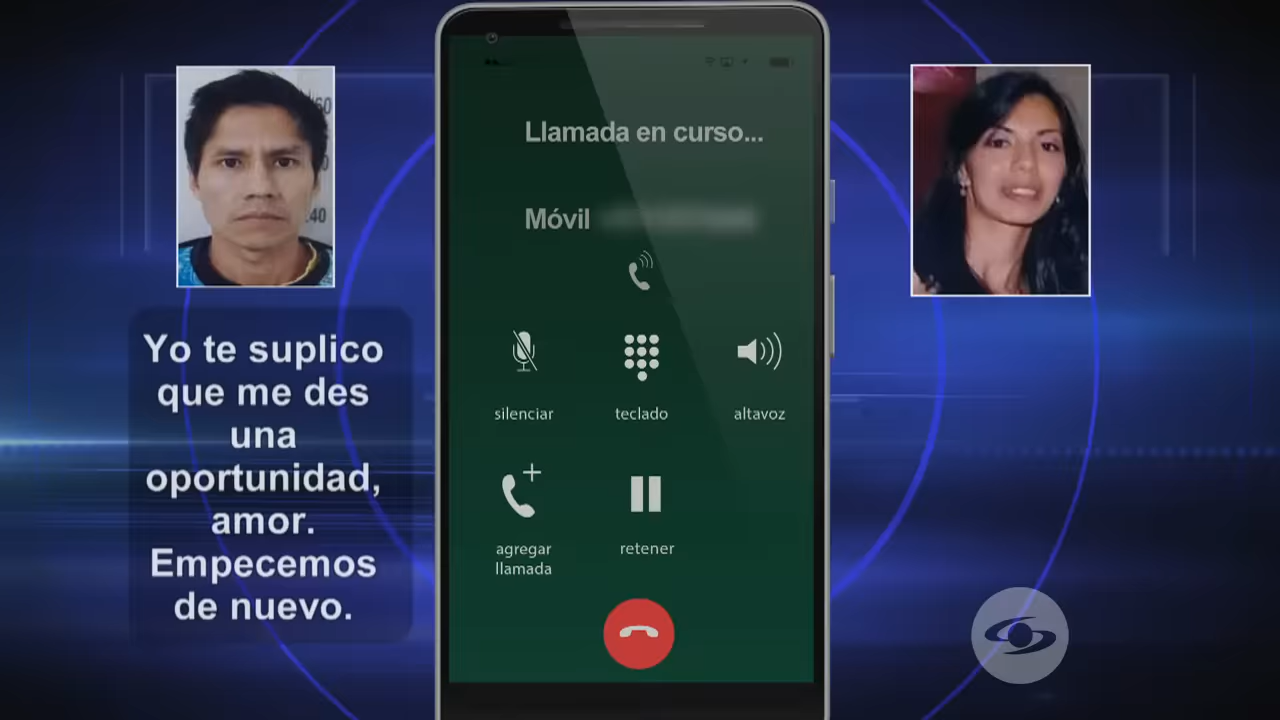 Llamada en curso...
Móvil
silenciar
teclado
altavoz
agregar
llamada
retener
Yo te suplico
que me des
una
oportunidad,
amor.
Empecemos
de nuevo.
40